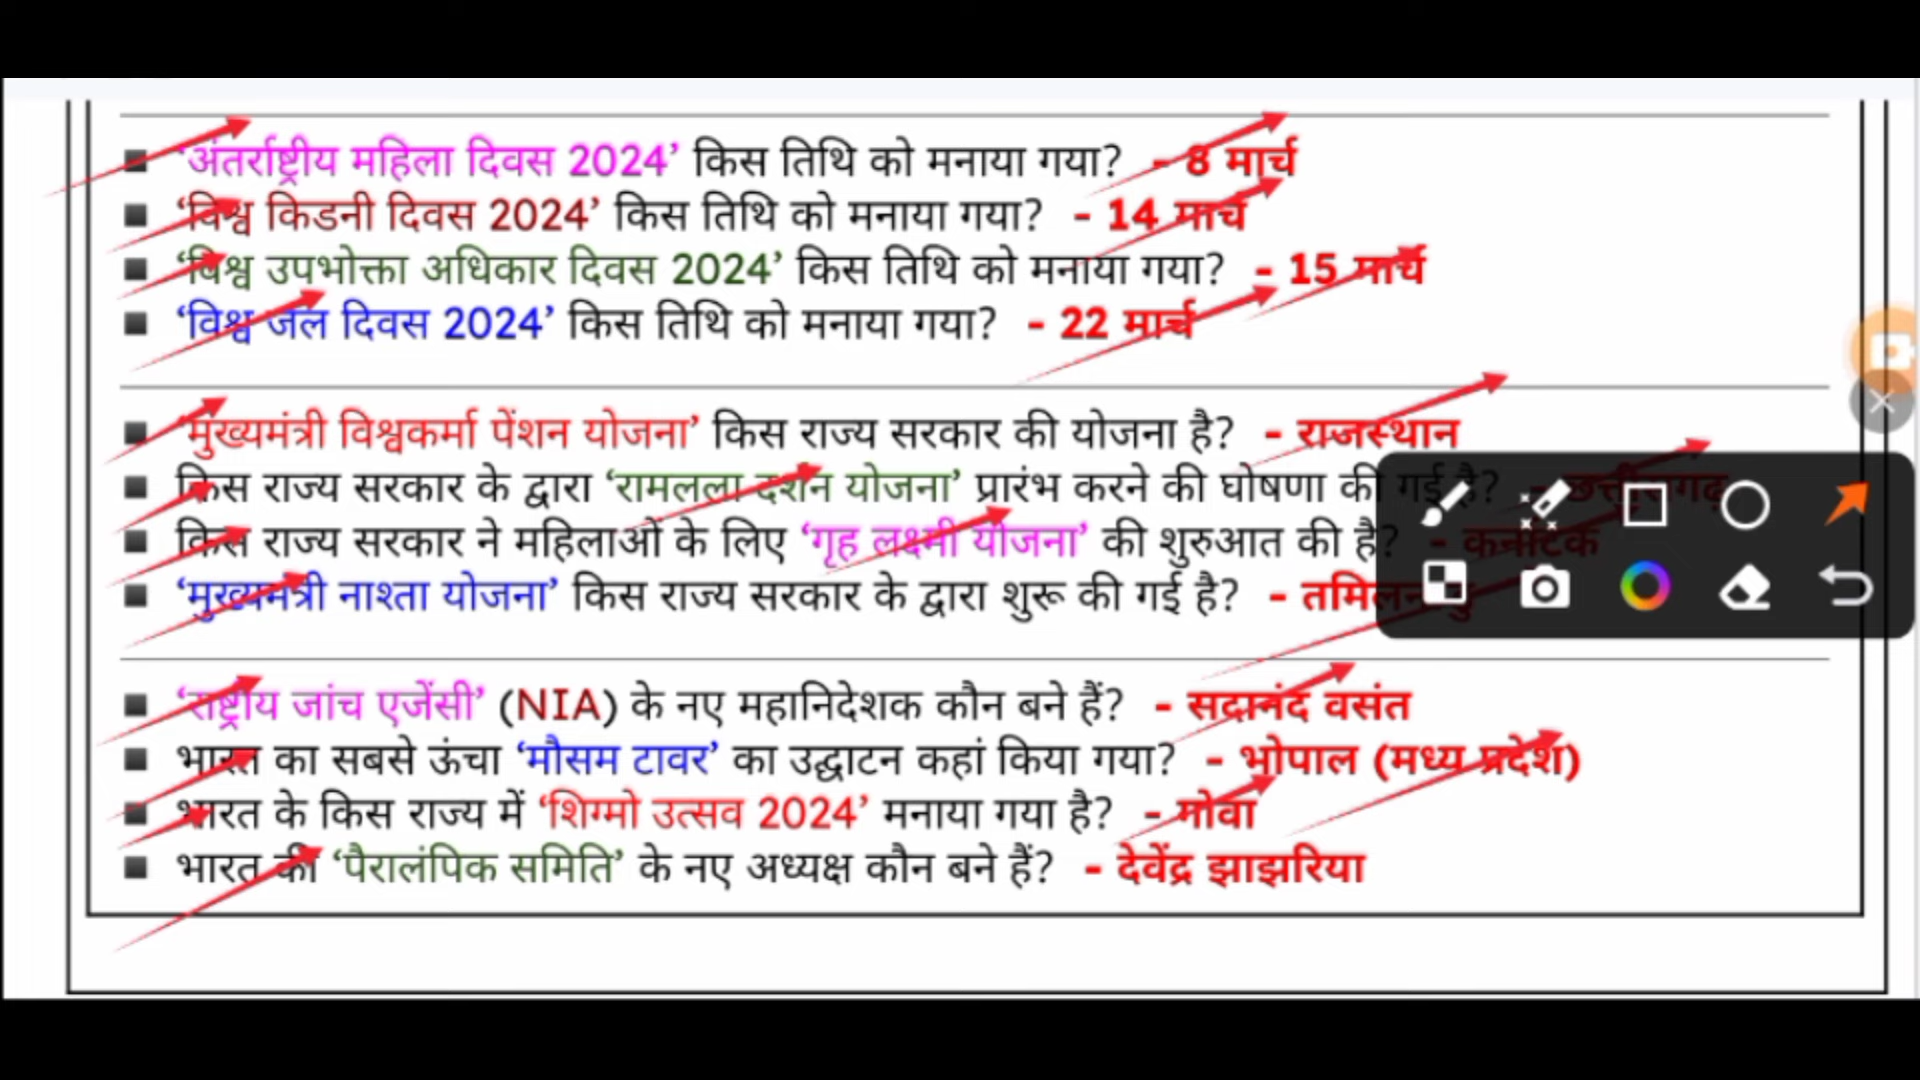 ■ ‘अंतर्राष्ट्रीय महिला दिवस 2024’ किस तिथि को मनाया गया? - 8 मार्च
■ ‘विश्व किडनी दिवस 2024’ किस तिथि को मनाया गया? - 14 मार्च
■ ‘विश्व उपभोक्ता अधिकार दिवस 2024’ किस तिथि को मनाया गया? - 15 मार्च
■ ‘विश्व जल दिवस 2024’ किस तिथि को मनाया गया? - 22 मार्च
■ ‘मुख्यमंत्री विश्वकर्मा पेंशन योजना’ किस राज्य सरकार की योजना है? - राजस्थान
■ किस राज्य सरकार के द्वारा ‘रामलला दर्शन योजना’ प्रारंभ करने की घोषणा की गई है? - छत्तीसगढ़
■ किस राज्य सरकार ने महिलाओं के लिए ‘गृह लक्ष्मी योजना’ की शुरुआत की है? - कर्नाटक
■ ‘मुख्यमंत्री नाश्ता योजना’ किस राज्य सरकार के द्वारा शुरू की गई है? - तमिलनाडु
■ ‘राष्ट्रीय जांच एजेंसी’ (NIA) के नए महानिदेशक कौन बने हैं? - सदानंद वसंत
■ भारत का सबसे ऊंचा ‘मौसम टावर’ का उद्घाटन कहां किया गया? - भोपाल (मध्य प्रदेश)
■ भारत के किस राज्य में ‘शिग्मो उत्सव 2024’ मनाया गया है? - गोवा
■ भारत की ‘पैरालंपिक समिति’ के नए अध्यक्ष कौन बने हैं? - देवेंद्र झाझरिया